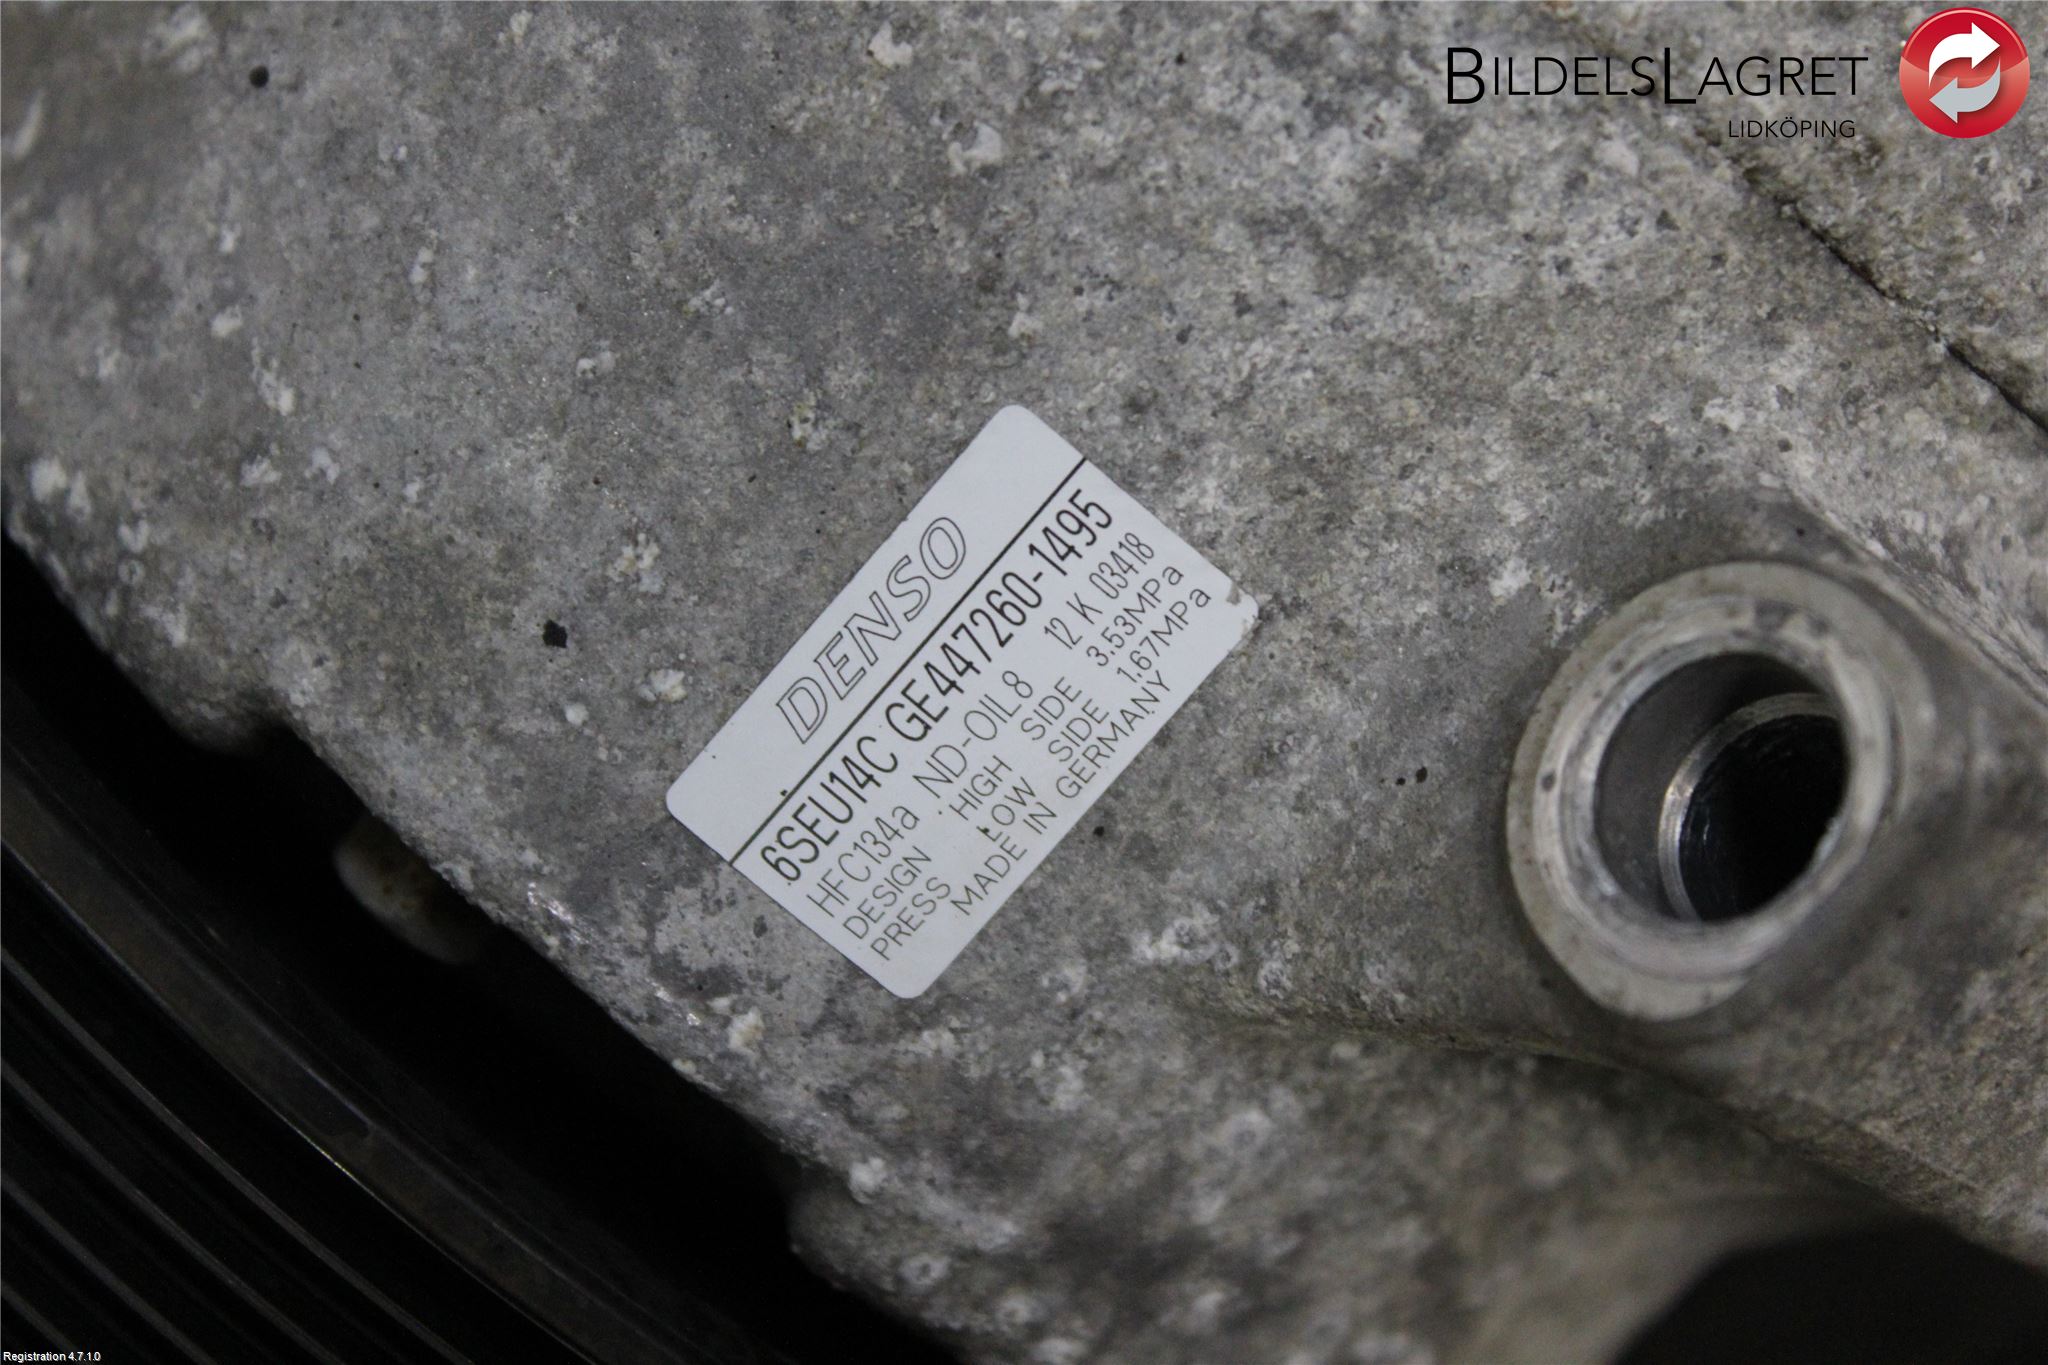 BILDELSLAGRET
LIDKÖPING
DENSO
6SEU14C GE447260-1495
HFC134a ND-OIL8 12 K 03418
DESIGN HIGH SIDE 3.53MPa
PRESS LOW SIDE 1.67MPa
MADE IN GERMANY
Registration 4.7.1.0